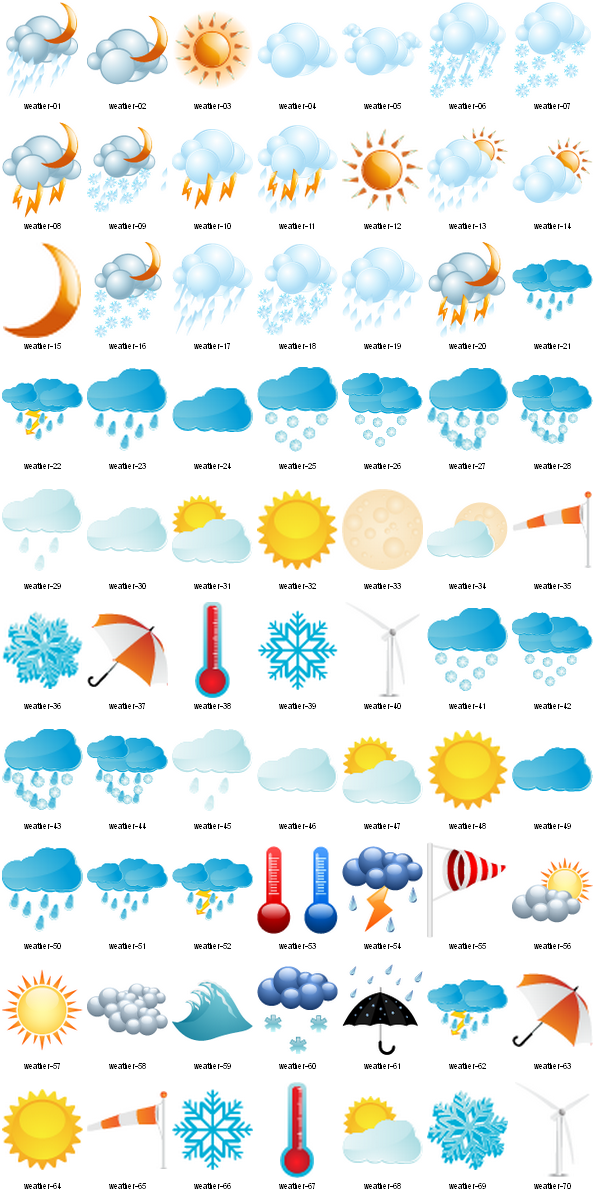 weather-01 weather-02 weather-03 weather-04 weather-05 weather-06 weather-07
weather-08 weather-09 weather-10 weather-11 weather-12 weather-13 weather-14
weather-15 weather-16 weather-17 weather-18 weather-19 weather-20 weather-21
weather-22 weather-23 weather-24 weather-25 weather-26 weather-27 weather-28
weather-29 weather-30 weather-31 weather-32 weather-33 weather-34 weather-35
weather-36 weather-37 weather-38 weather-39 weather-40 weather-41 weather-42
weather-43 weather-44 weather-45 weather-46 weather-47 weather-48 weather-49
weather-50 weather-51 weather-52 weather-53 weather-54 weather-55 weather-56
weather-57 weather-58 weather-59 weather-60 weather-61 weather-62 weather-63
weather-64 weather-65 weather-66 weather-67 weather-68 weather-69 weather-70